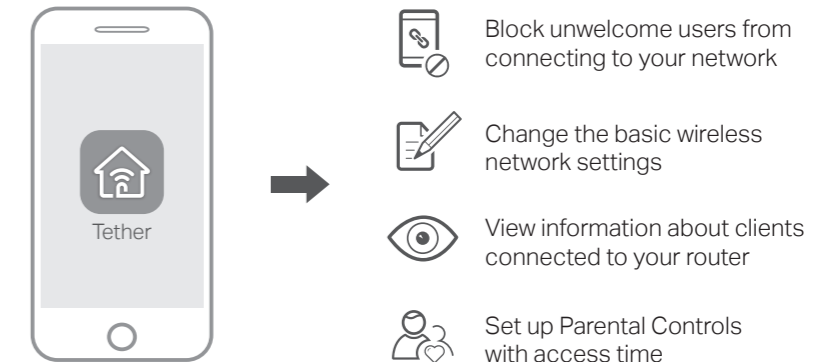 Tether
Block unwelcome users from
connecting to your network
Change the basic wireless
network settings
View information about clients
connected to your router
Set up Parental Controls
with access time